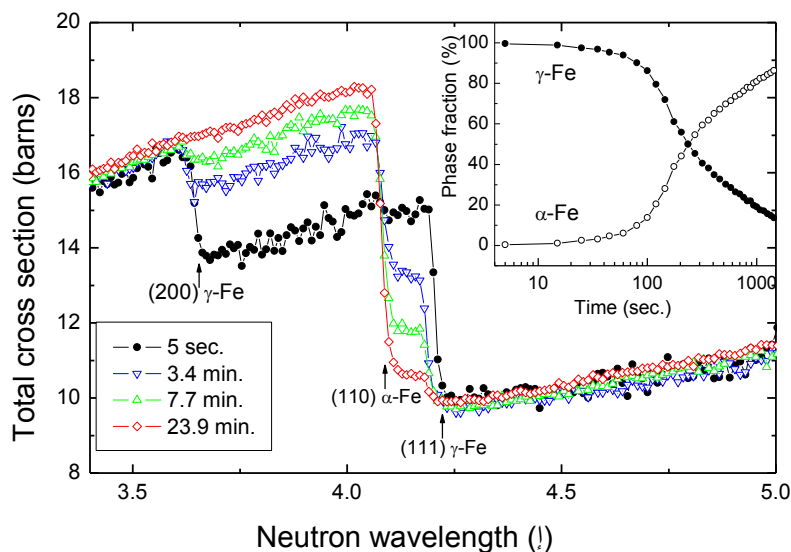 20
18
16
14
12
10
8
Total cross section (barns)
(200) γ-Fe
(110) α-Fe
(111) γ-Fe
5 sec.
3.4 min.
7.7 min.
23.9 min.
3.5 4.0 4.5 5.0
Neutron wavelength (
100
80
60
40
20
0
Phase fraction (%)
γ-Fe
α-Fe
10 100 1000
Time (sec.)